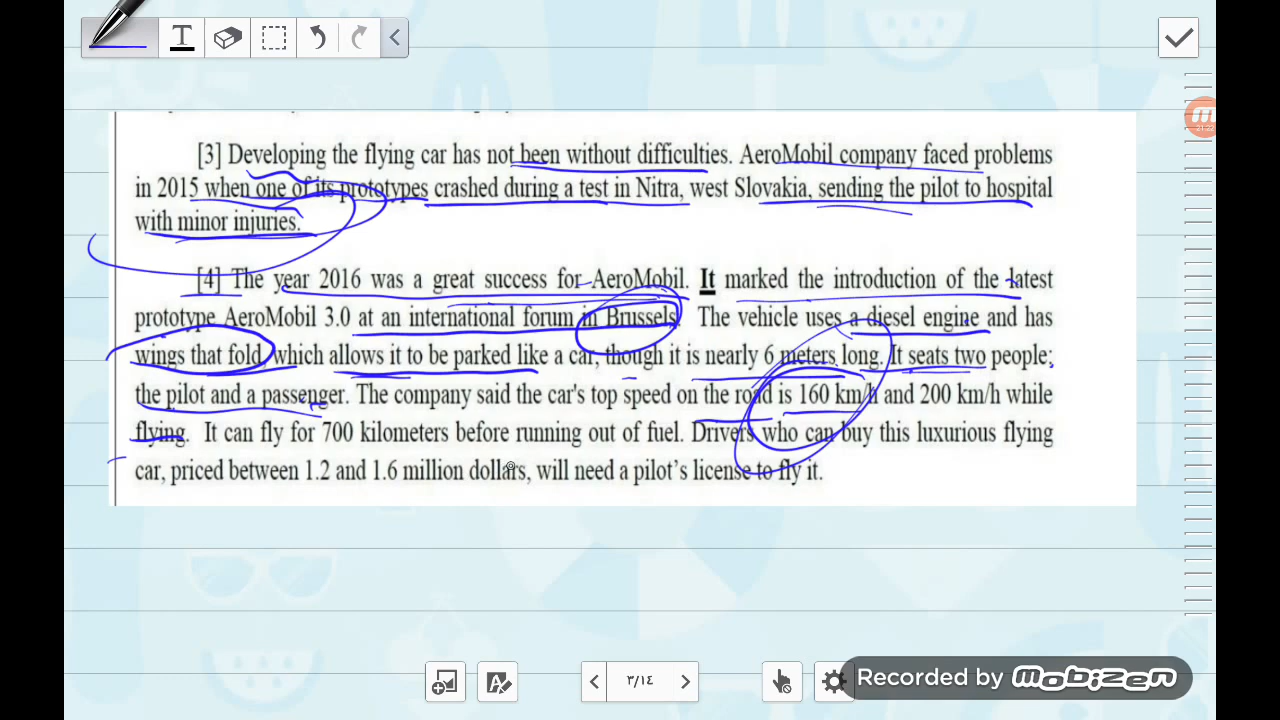 T
[3] Developing the flying car has not been without difficulties. AeroMobil company faced problems
in 2015 when one of its prototypes crashed during a test in Nitra, west Slovakia, sending the pilot to hospital
with minor injuries.
[4] The year 2016 was a great success for AeroMobil. It marked the introduction of the latest
prototype AeroMobil 3.0 at an international forum in Brussels. The vehicle uses a diesel engine and has
wings that fold, which allows it to be parked like a car, though it is nearly 6 meters long. It seats two people;
the pilot and a passenger. The company said the car's top speed on the road is 160 km/h and 200 km/h while
flying. It can fly for 700 kilometers before running out of fuel. Drivers who can buy this luxurious flying
car, priced between 1.2 and 1.6 million dollars, will need a pilot's license to fly it.
٣/١٤
Recorded by mobizen